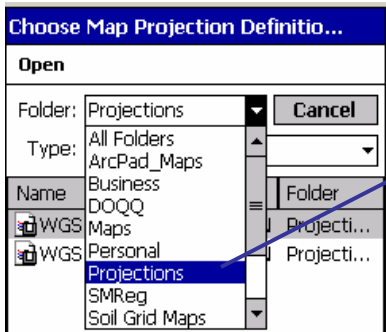 Choose Map Projection Definitio...
Open
Folder: Projections Cancel
Type:
All Folders
ArcPad_Maps
Business
DOQQ
Maps
Personal
Projections
SMReg
Soil Grid Maps
Name Folder
WGS Projecti...
WGS Projecti...